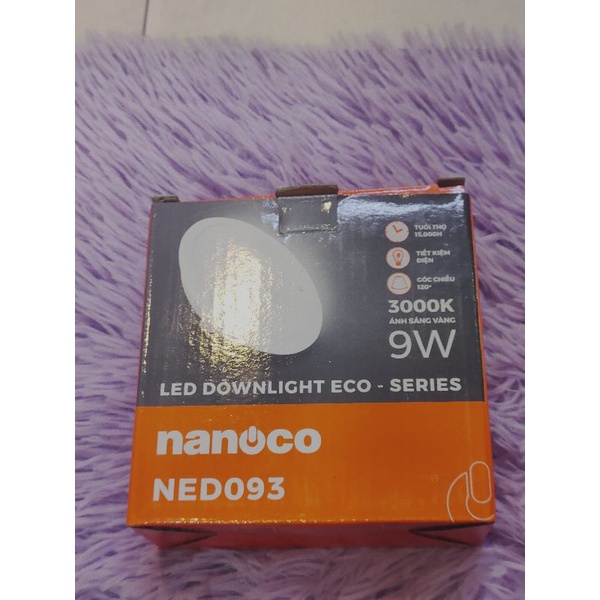 TUỔI THỌ
15.000H
TIẾT KIỆM
ĐIỆN
GÓC CHIẾU
120°
3000K
ÁNH SÁNG VÀNG
9W
LED DOWNLIGHT ECO - SERIES
nanoco
NED093